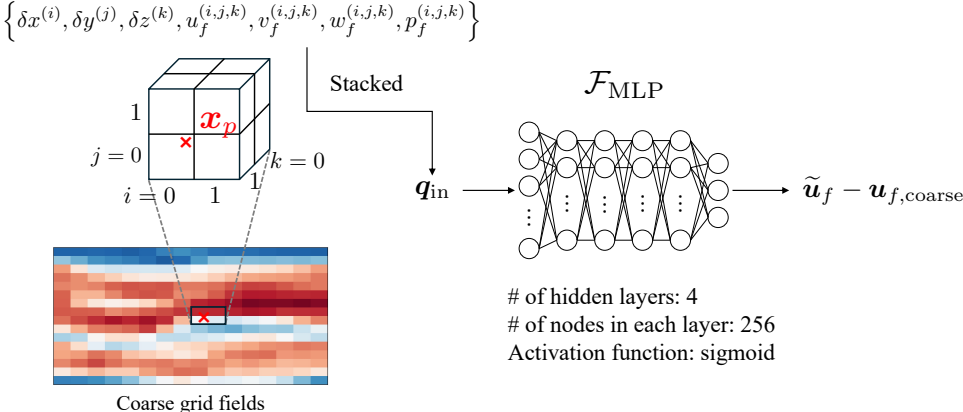 {δx^{(i)}, δy^{(j)}, δz^{(k)}, u_f^{(i,j,k)}, v_f^{(i,j,k)}, w_f^{(i,j,k)}, p_f^{(i,j,k)}}
Stacked
F_MLP
1
x_p
j = 0
k = 0
1
i = 0
1
q_in
ũ_f − u_{f,coarse}
# of hidden layers: 4
# of nodes in each layer: 256
Activation function: sigmoid
Coarse grid fields